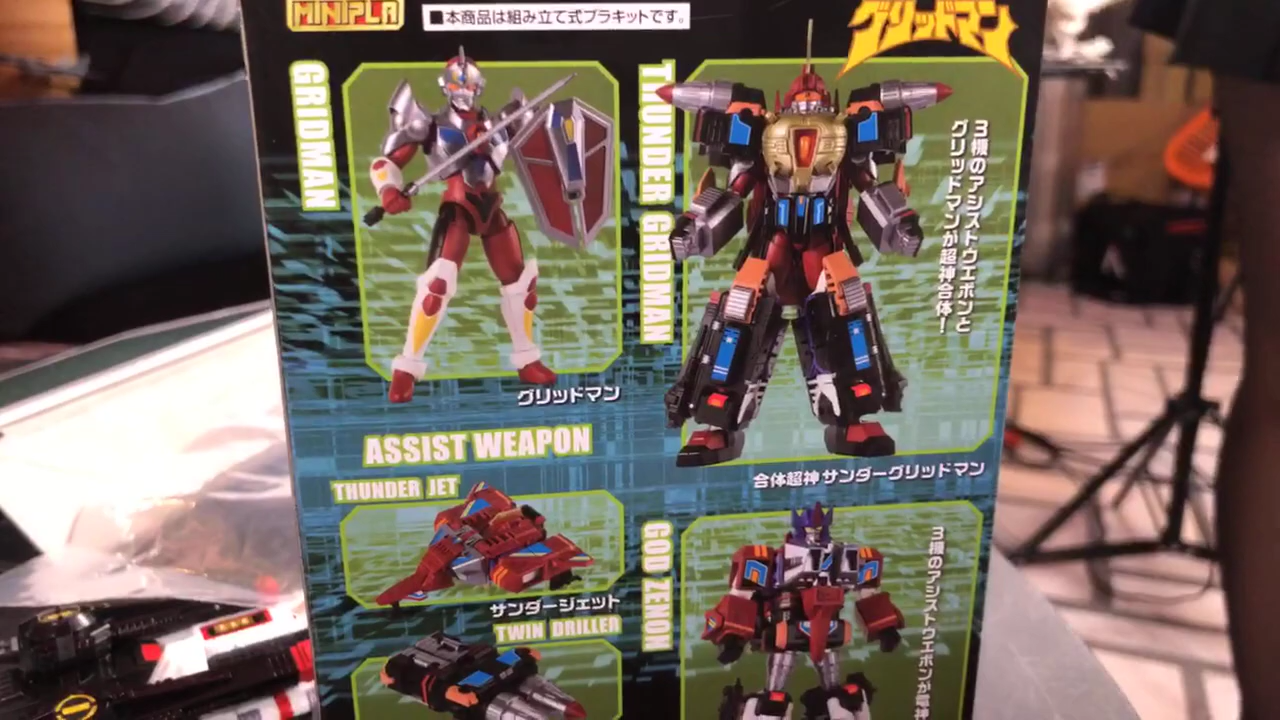 MINIPLA
■本商品は組み立て式プラキットです。
グリッドマン
GRIDMAN
グリッドマン
THUNDER GRIDMAN
3機のアシストウエポンと
グリッドマンが超神合体!
合体超神 サンダーグリッドマン
ASSIST WEAPON
THUNDER JET
サンダージェット
TWIN DRILLER
GOD ZENON
3機のアシストウエポンが電神